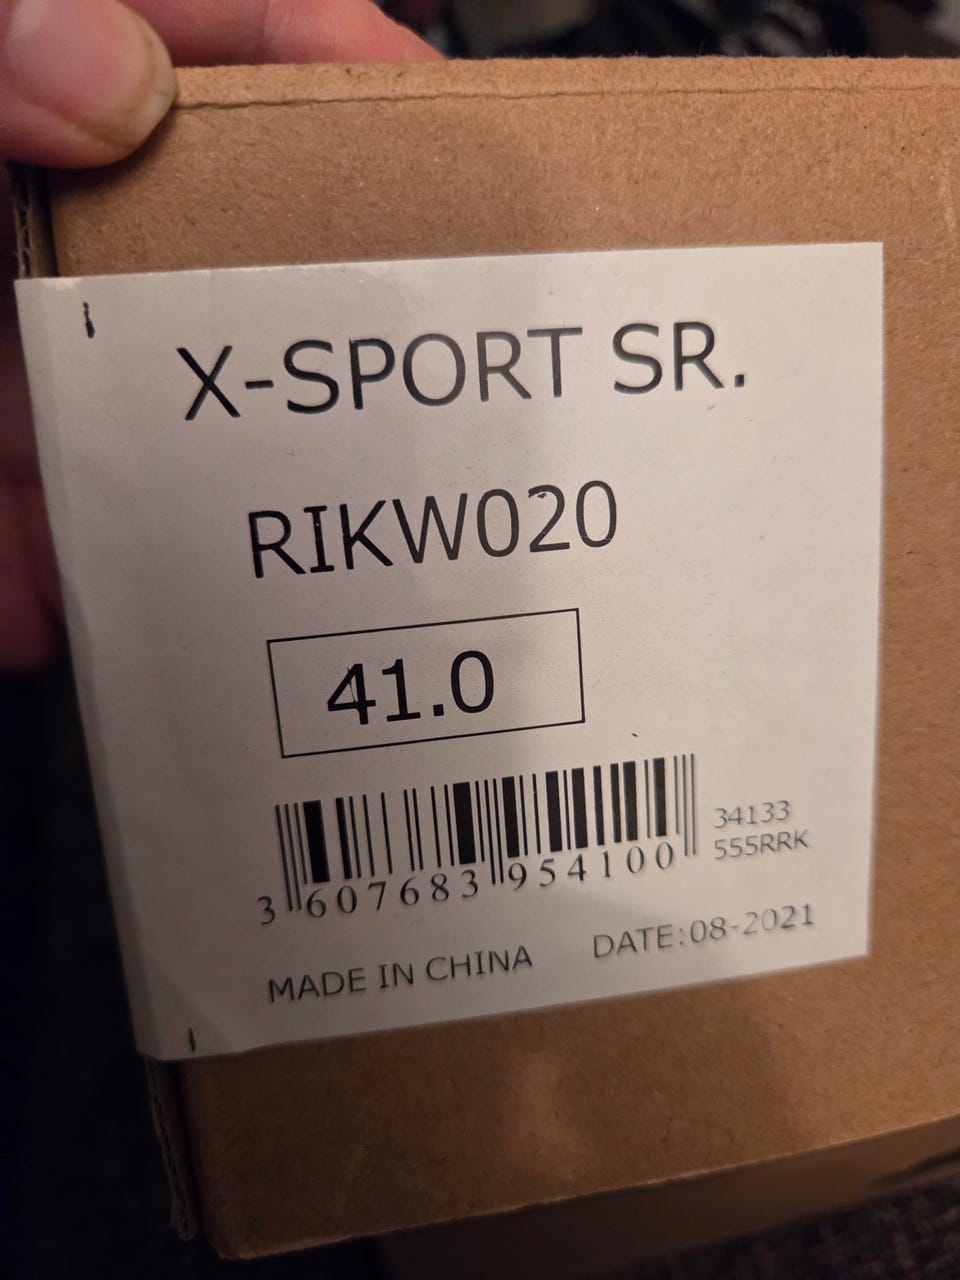 X-SPORT SR.
RIKW020
41.0
3 607683 954100
34133
555RRK
MADE IN CHINA DATE:08-2021